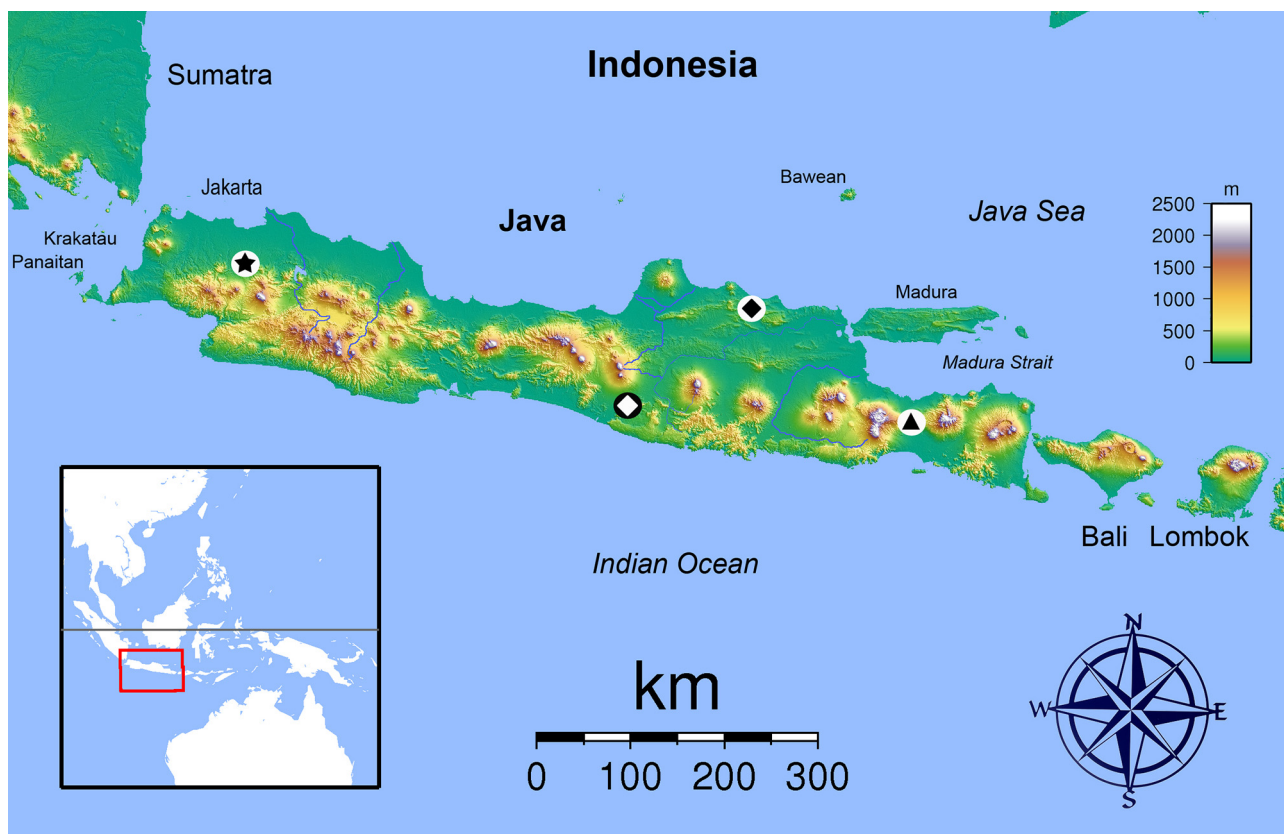 Indonesia
Sumatra
Bawean
Jakarta
Java Sea
Java
Krakatau
Panaitan
Madura
Madura Strait
m
2500
2000
1500
1000
500
0
Bali Lombok
Indian Ocean
km
0 100 200 300
N
W E
S